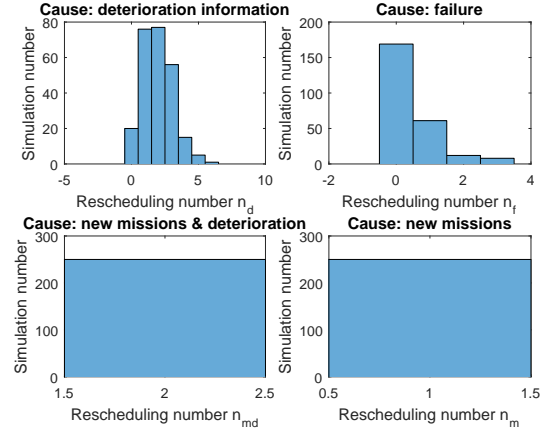 Cause: deterioration information
Simulation number
80
60
40
20
0
-5
0
5
10
Rescheduling number n_d
Cause: failure
Simulation number
200
150
100
50
0
-2
0
2
4
Rescheduling number n_f
Cause: new missions & deterioration
Simulation number
300
200
100
0
1.5
2
2.5
Rescheduling number n_md
Cause: new missions
Simulation number
300
200
100
0
0.5
1
1.5
Rescheduling number n_m